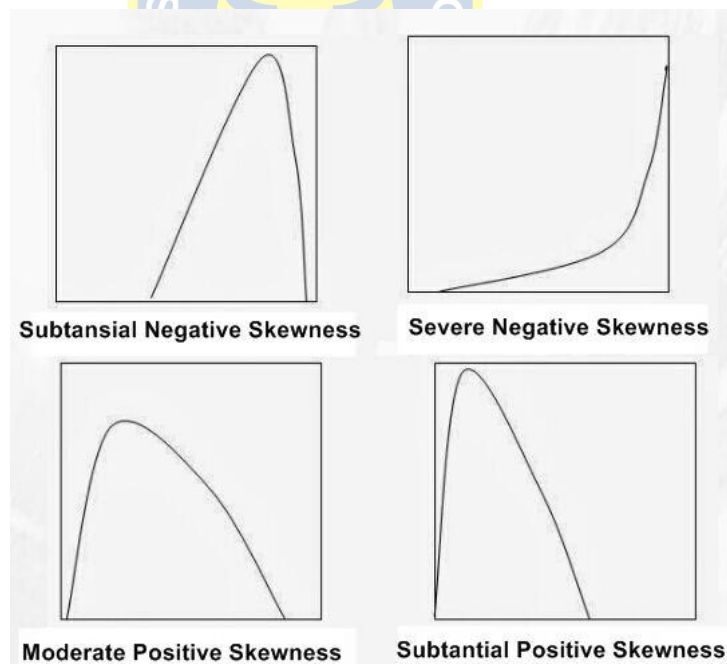 Subtansial Negative Skewness
Severe Negative Skewness
Moderate Positive Skewness
Subtantial Positive Skewness